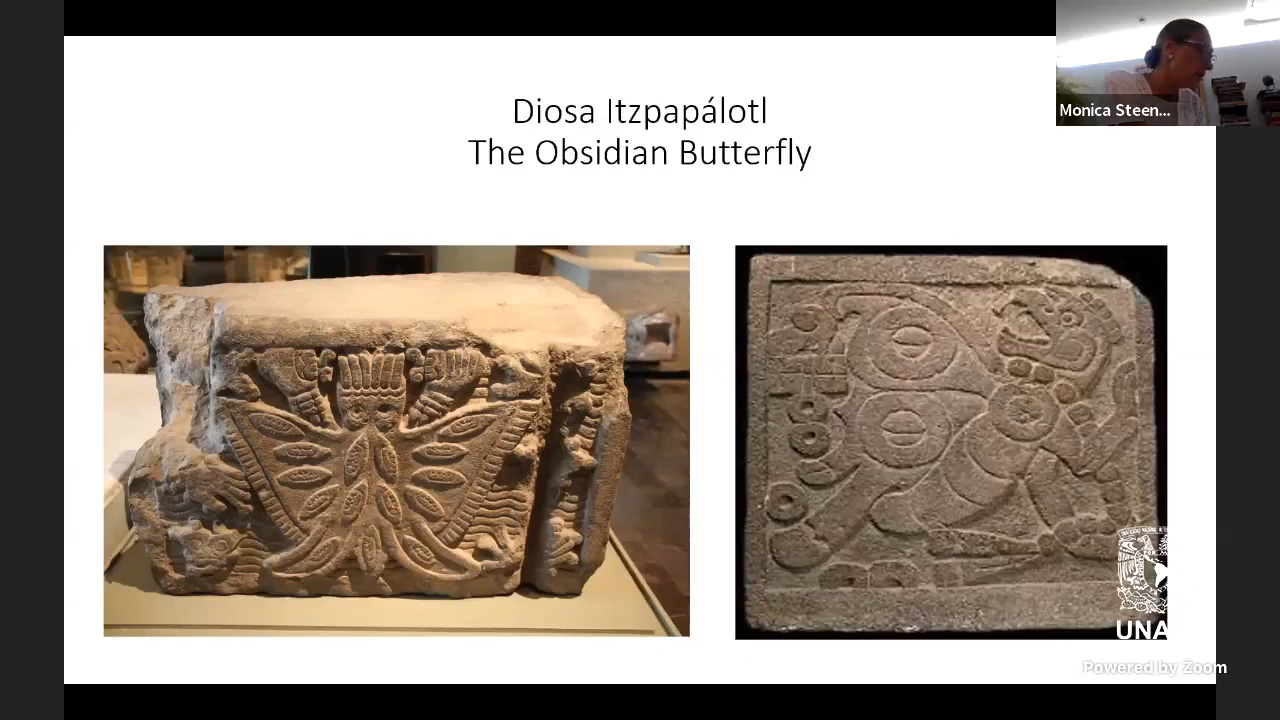 Diosa Itzpapálotl
The Obsidian Butterfly
Monica Steen...
UNA
Powered by Zoom